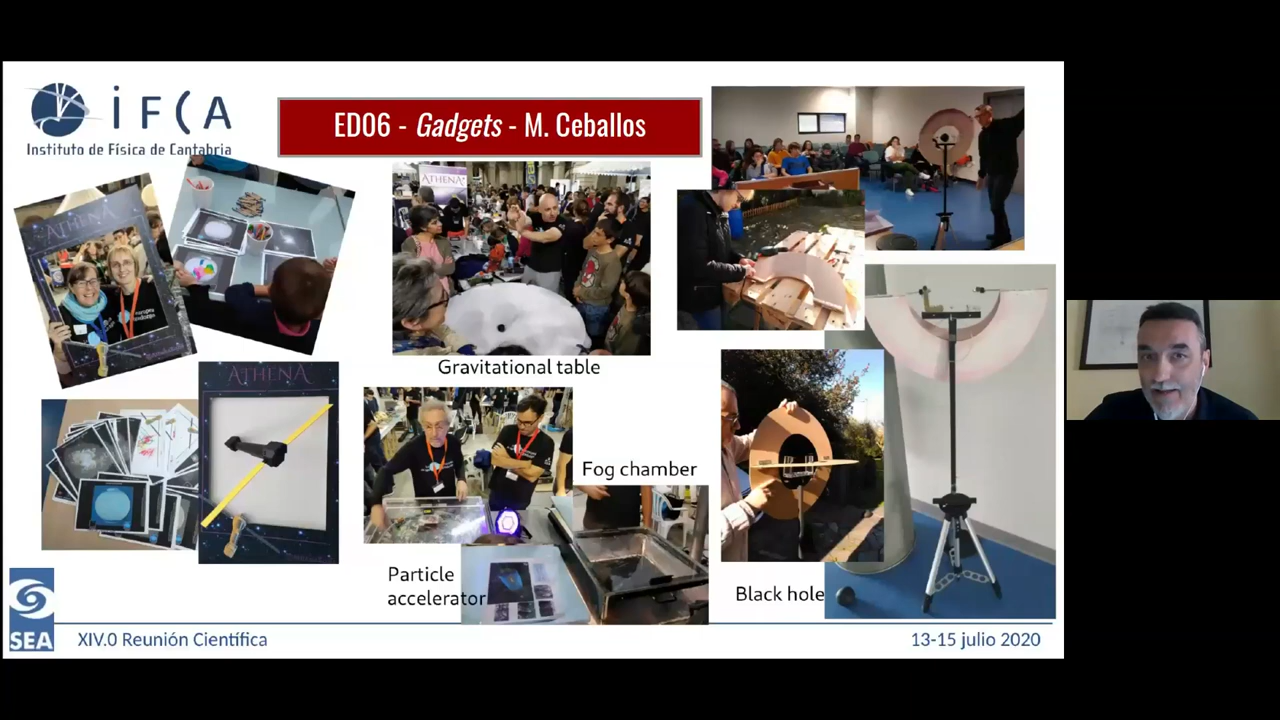 iFCA
Instituto de Física de Cantabria
ED06 - Gadgets - M. Ceballos
ATHENA
ATHENA
ATHENA
Gravitational table
Fog chamber
Particle
accelerator
Black hole
SEA
XIV.0 Reunión Científica
13-15 julio 2020